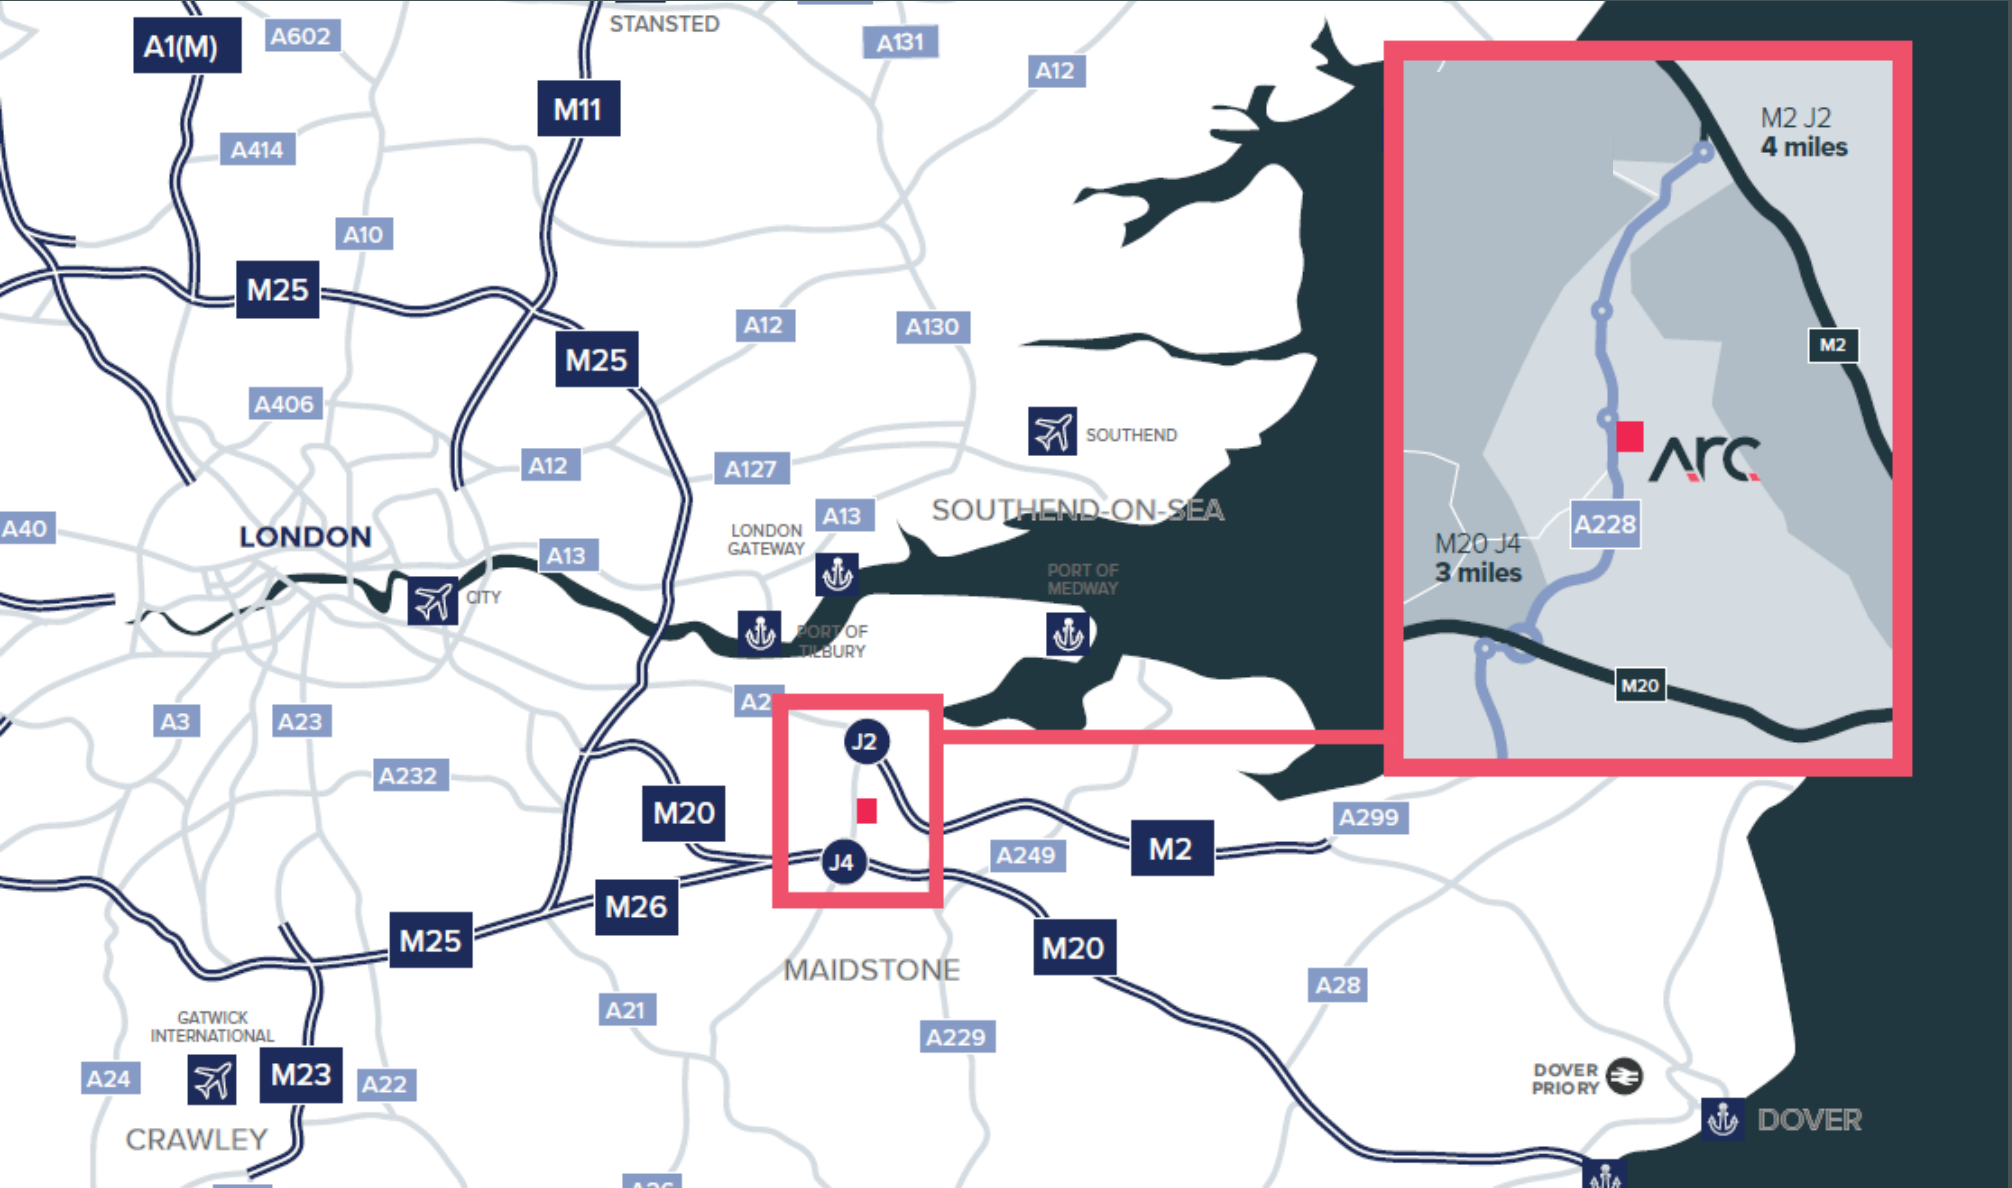 STANSTED
A1(M)
A602
A131
A12
M11
A414
A10
M25
M25
A12
A130
A406
A12
A127
SOUTHEND
A40
LONDON
A13
SOUTHEND-ON-SEA
LONDON
GATEWAY
A13
CITY
PORT OF
MEDWAY
PORT OF
TILBURY
A3
A23
A2
J2
A232
M20
J4
A249
M2
A299
M26
M25
M20
MAIDSTONE
A21
A229
A28
GATWICK
INTERNATIONAL
A24
M23
A22
CRAWLEY
DOVER
PRIORY
DOVER
M2 J2
4 miles
M2
Arc
A228
M20 J4
3 miles
M20